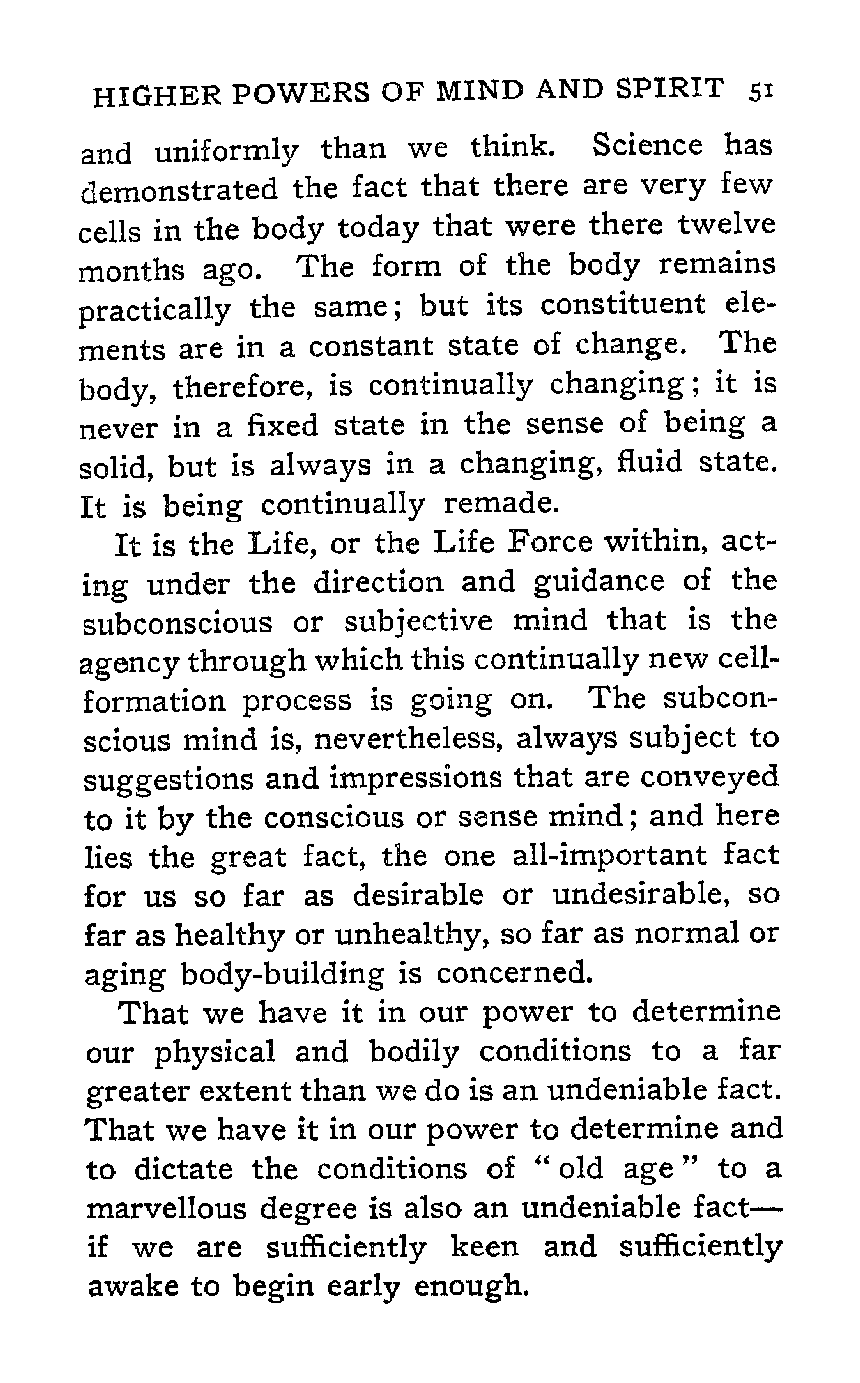 HIGHER POWERS OF MIND AND SPIRIT 51
and uniformly than we think. Science has
demonstrated the fact that there are very few
cells in the body today that were there twelve
months ago. The form of the body remains
practically the same; but its constituent ele-
ments are in a constant state of change. The
body, therefore, is continually changing; it is
never in a fixed state in the sense of being a
solid, but is always in a changing, fluid state.
It is being continually remade.
It is the Life, or the Life Force within, act-
ing under the direction and guidance of the
subconscious or subjective mind that is the
agency through which this continually new cell-
formation process is going on. The subcon-
scious mind is, nevertheless, always subject to
suggestions and impressions that are conveyed
to it by the conscious or sense mind; and here
lies the great fact, the one all-important fact
for us so far as desirable or undesirable, so
far as healthy or unhealthy, so far as normal or
aging body-building is concerned.
That we have it in our power to determine
our physical and bodily conditions to a far
greater extent than we do is an undeniable fact.
That we have it in our power to determine and
to dictate the conditions of “old age” to a
marvellous degree is also an undeniable fact—
if we are sufficiently keen and sufficiently
awake to begin early enough.